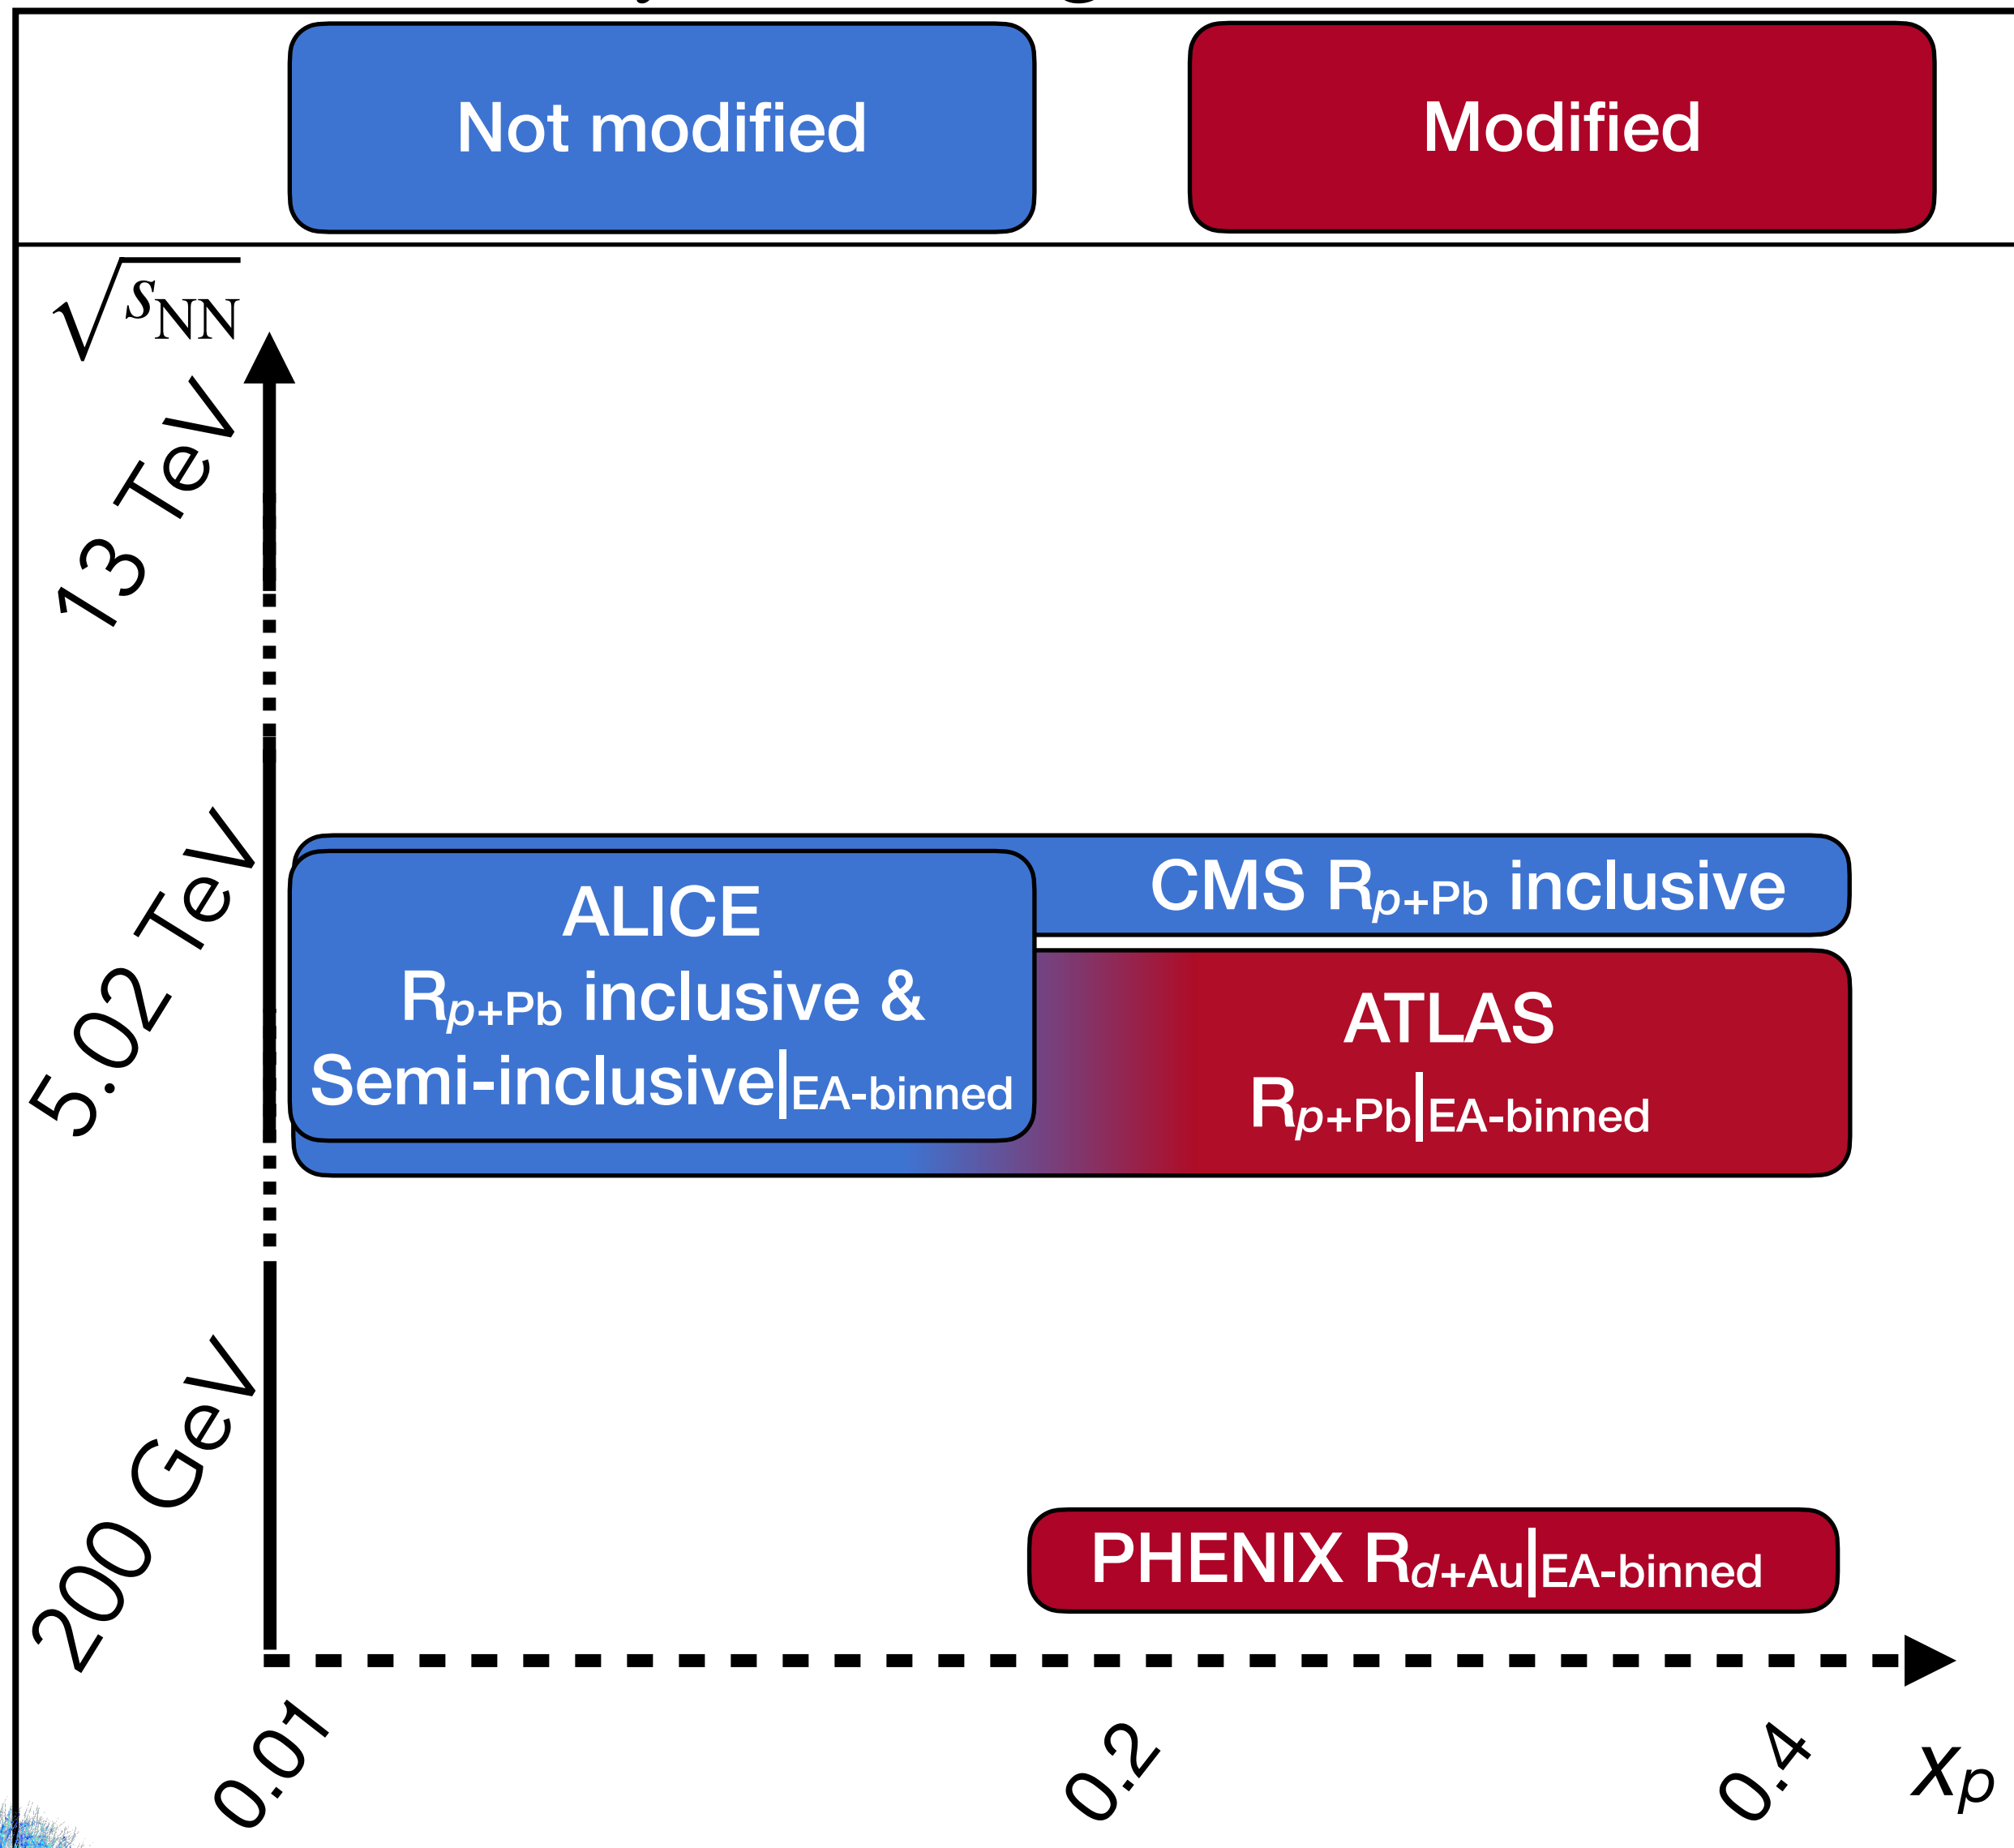 Not modified
Modified
√sNN
13 TeV
5.02 TeV
200 GeV
CMS Rp+Pb inclusive
ALICE
Rp+Pb inclusive &
Semi-inclusive|EA-binned
ATLAS
Rp+Pb|EA-binned
PHENIX Rd+Au|EA-binned
0.01
0.2
0.4
xp